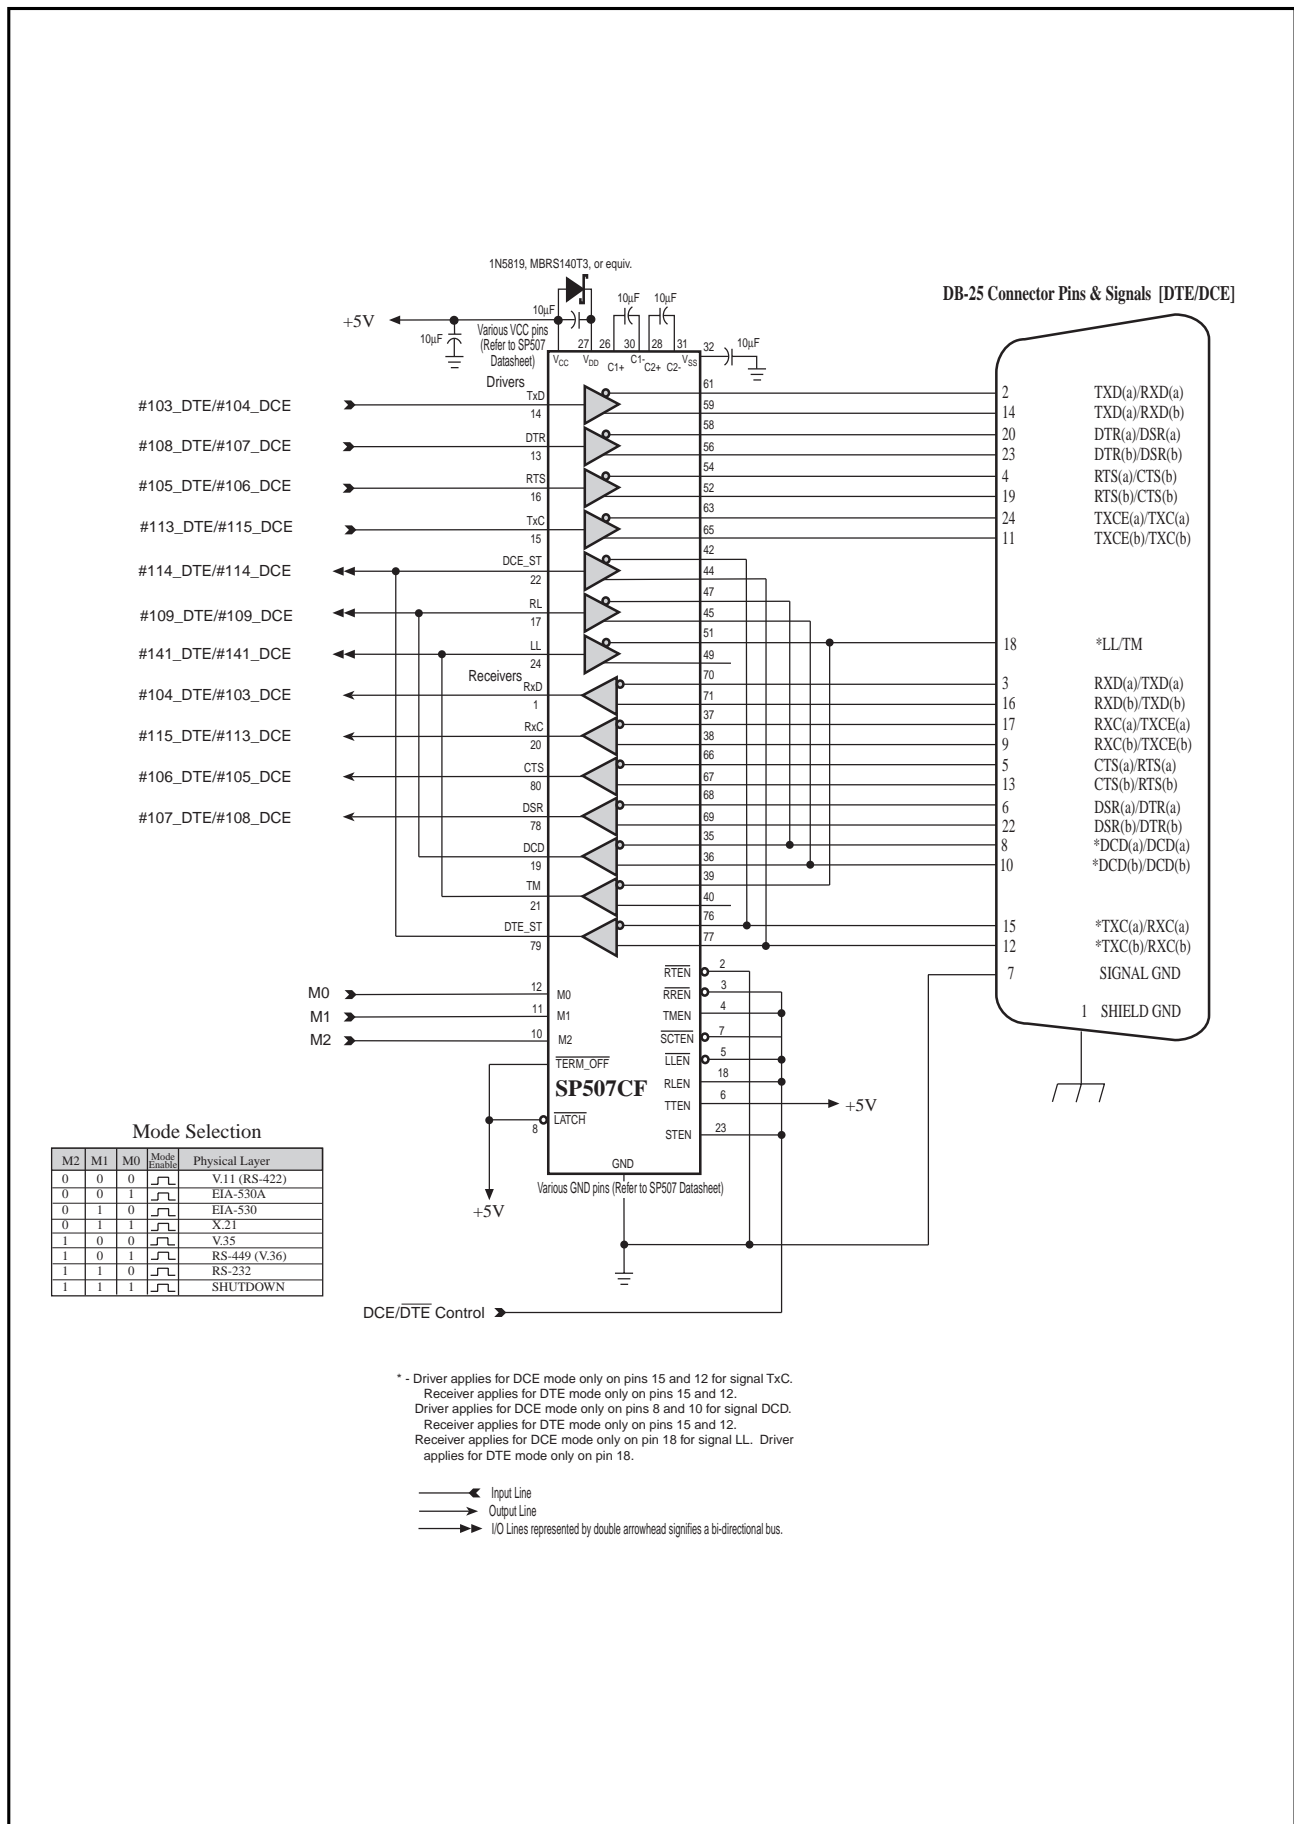 1N5819, MBRS140T3, or equiv.
DB-25 Connector Pins & Signals [DTE/DCE]
10µF
10µF
10µF
+5V
10µF
Various VCC pins
(Refer to SP507
Datasheet)
27
26
30
28
31
32
10µF
VCC
VDD
C1+
C1-
C2+
C2-
VSS
Drivers
#103_DTE/#104_DCE
TxD
14
61
59
2
TXD(a)/RXD(a)
14
TXD(a)/RXD(b)
#108_DTE/#107_DCE
DTR
13
58
56
20
DTR(a)/DSR(a)
23
DTR(b)/DSR(b)
#105_DTE/#106_DCE
RTS
16
54
52
4
RTS(a)/CTS(b)
19
RTS(b)/CTS(b)
#113_DTE/#115_DCE
TxC
15
63
65
24
TXCE(a)/TXC(a)
11
TXCE(b)/TXC(b)
#114_DTE/#114_DCE
DCE_ST
22
42
44
#109_DTE/#109_DCE
RL
17
47
45
#141_DTE/#141_DCE
LL
24
51
49
18
*LL/TM
Receivers
#104_DTE/#103_DCE
RxD
1
70
71
3
RXD(a)/TXD(a)
16
RXD(b)/TXD(b)
#115_DTE/#113_DCE
RxC
20
37
38
17
RXC(a)/TXCE(a)
9
RXC(b)/TXCE(b)
#106_DTE/#105_DCE
CTS
80
66
67
5
CTS(a)/RTS(a)
13
CTS(b)/RTS(b)
#107_DTE/#108_DCE
DSR
78
68
69
6
DSR(a)/DTR(a)
22
DSR(b)/DTR(b)
DCD
19
35
36
8
*DCD(a)/DCD(a)
10
*DCD(b)/DCD(b)
TM
21
39
40
DTE_ST
79
76
77
15
*TXC(a)/RXC(a)
12
*TXC(b)/RXC(b)
7
SIGNAL GND
1 SHIELD GND
M0
12
M0
M1
11
M1
M2
10
M2
TERM_OFF
SP507CF
8
LATCH
+5V
RTEN
2
RREN
3
TMEN
4
SCTEN
7
LLEN
5
RLEN
18
TTEN
6
+5V
STEN
23
GND
Various GND pins (Refer to SP507 Datasheet)
Mode Selection
M2 M1 M0 Mode Enable Physical Layer
0 0 0 V.11 (RS-422)
0 0 1 EIA-530A
0 1 0 EIA-530
0 1 1 X.21
1 0 0 V.35
1 0 1 RS-449 (V.36)
1 1 0 RS-232
1 1 1 SHUTDOWN
DCE/DTE Control
* - Driver applies for DCE mode only on pins 15 and 12 for signal TxC.
Receiver applies for DTE mode only on pins 15 and 12.
Driver applies for DCE mode only on pins 8 and 10 for signal DCD.
Receiver applies for DTE mode only on pins 15 and 12.
Receiver applies for DCE mode only on pin 18 for signal LL. Driver
applies for DTE mode only on pin 18.
Input Line
Output Line
I/O Lines represented by double arrowhead signifies a bi-directional bus.